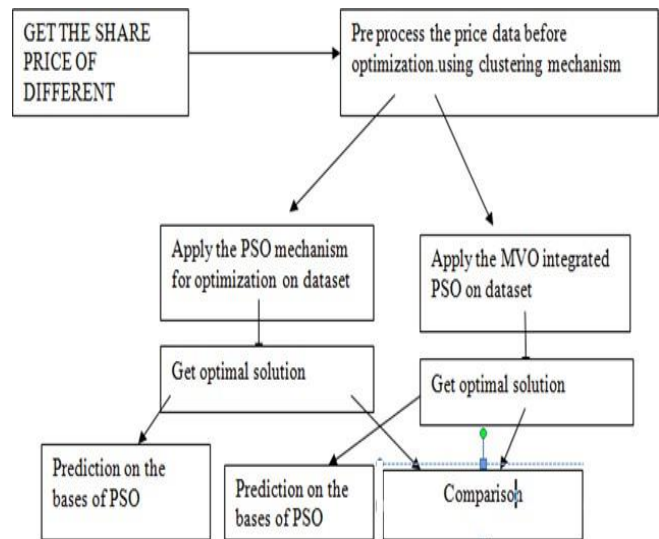 GET THE SHARE
PRICE OF
DIFFERENT
Pre process the price data before
optimization.using clustering mechanism
Apply the PSO mechanism
for optimization on dataset
Apply the MVO integrated
PSO on dataset
Get optimal solution
Get optimal solution
Prediction on the
bases of PSO
Prediction on the
bases of PSO
Comparison